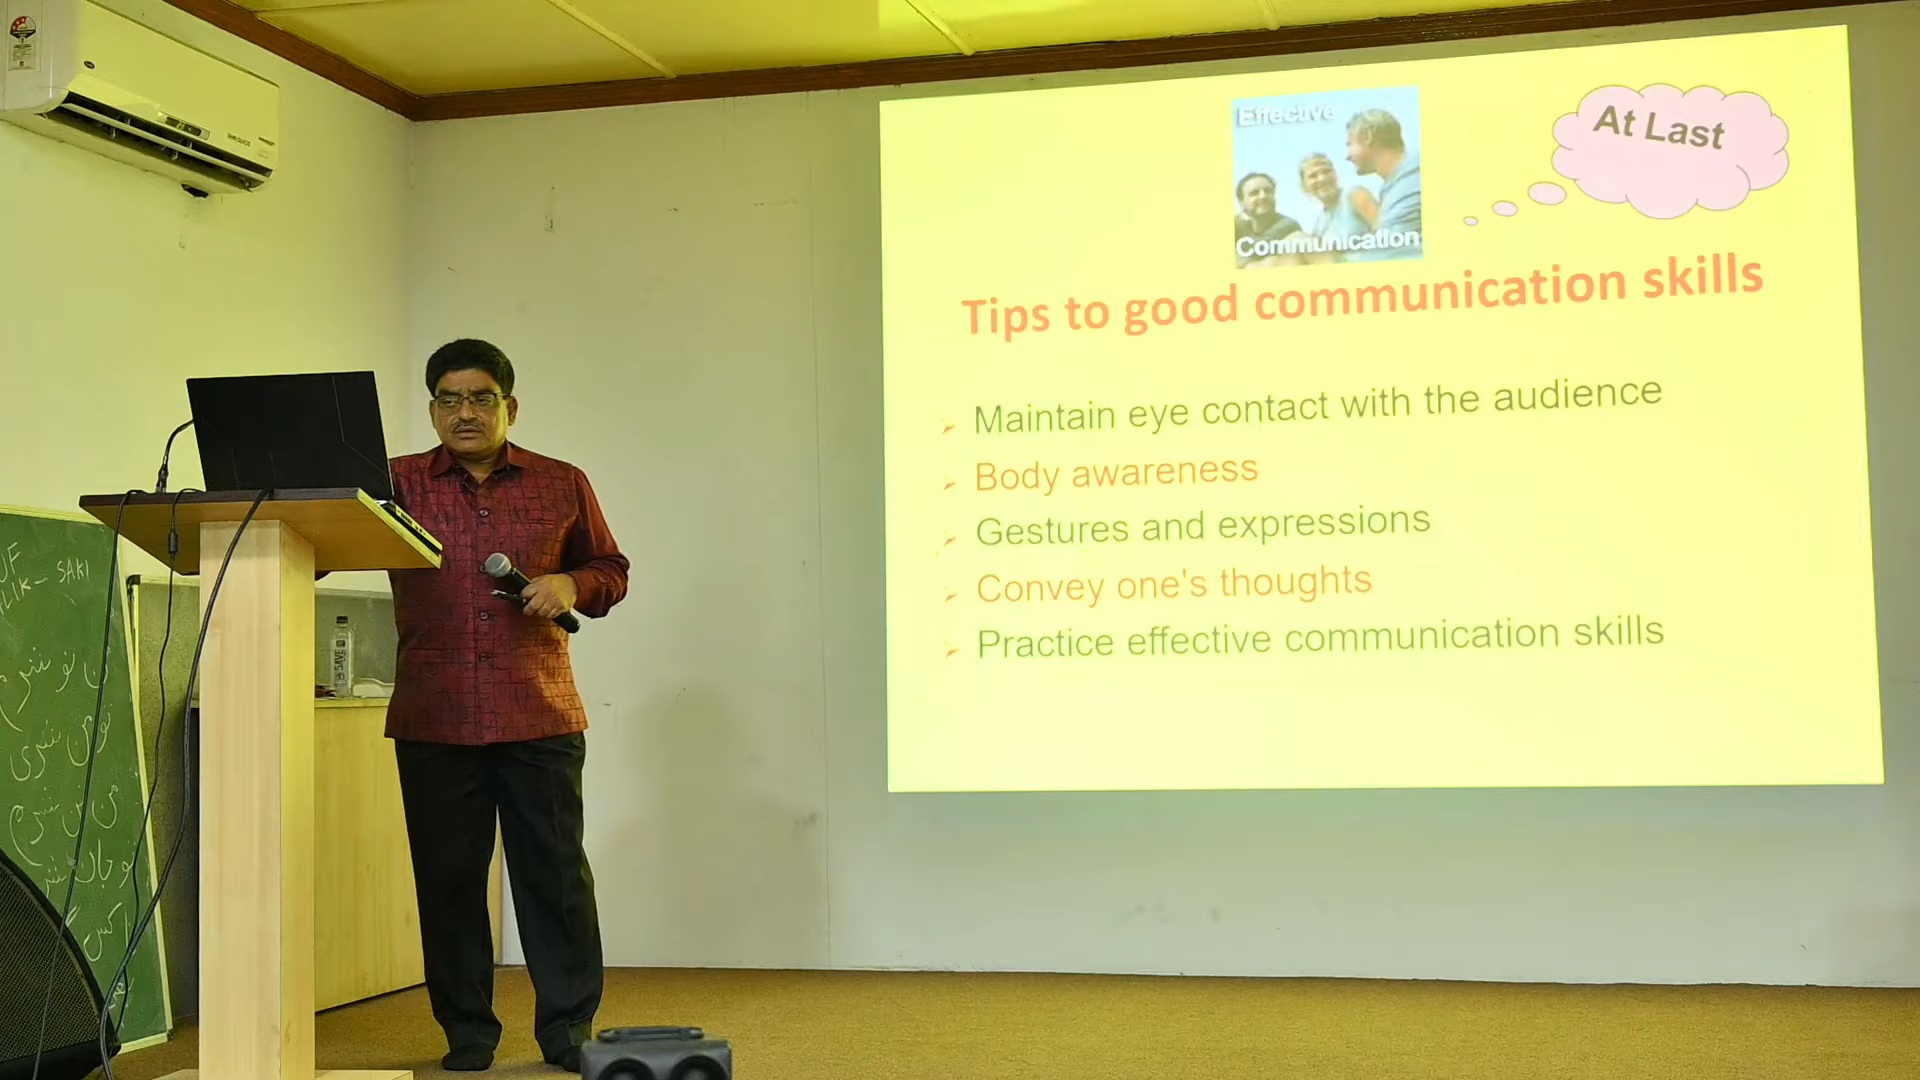 Effective
Communication
At Last
Tips to good communication skills
Maintain eye contact with the audience
Body awareness
Gestures and expressions
Convey one's thoughts
Practice effective communication skills
SAKI
SAVE